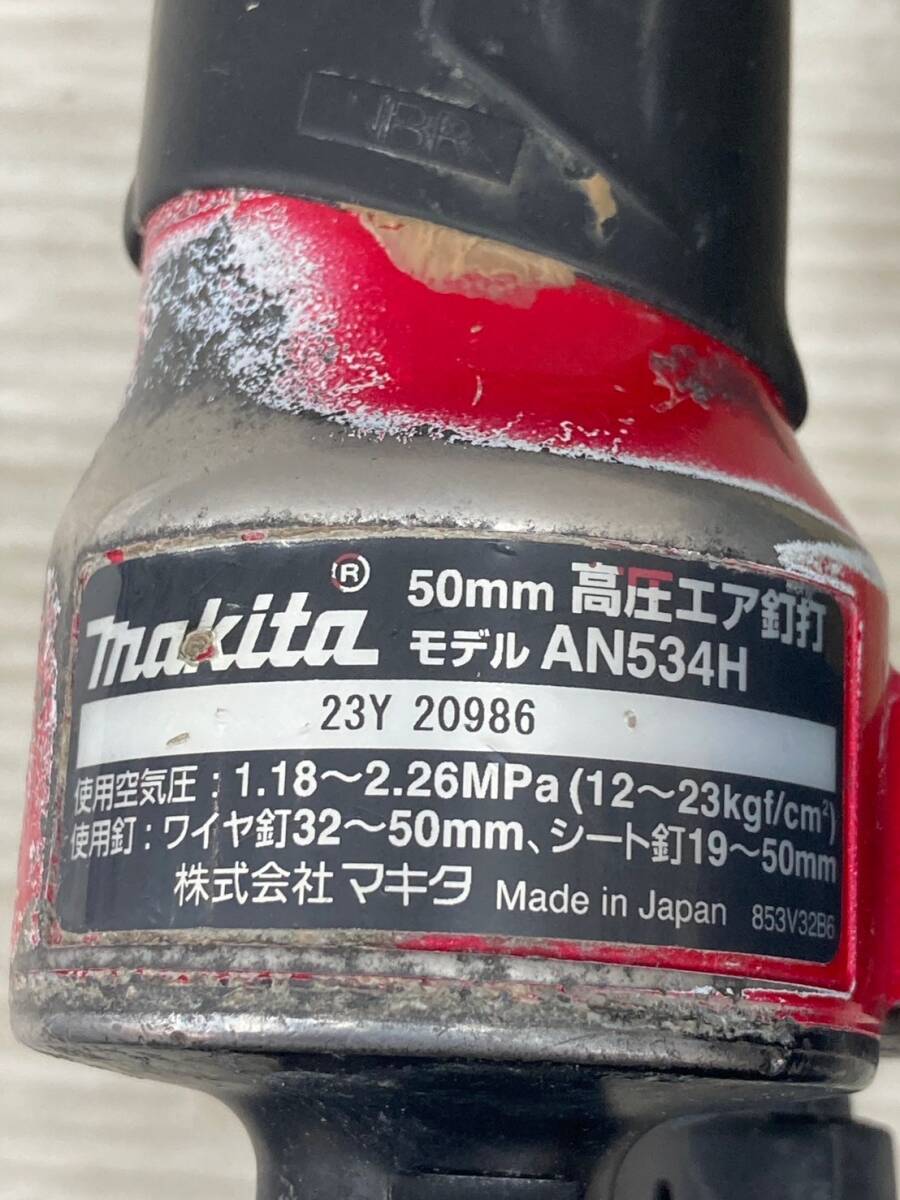 makita ® 50mm 高圧エア釘打
モデル AN534H
23Y 20986
使用空気圧：1.18～2.26MPa (12～23kgf/cm²)
使用釘：ワイヤ釘32～50mm、シート釘19～50mm
株式会社 マキタ Made in Japan 853V32B6